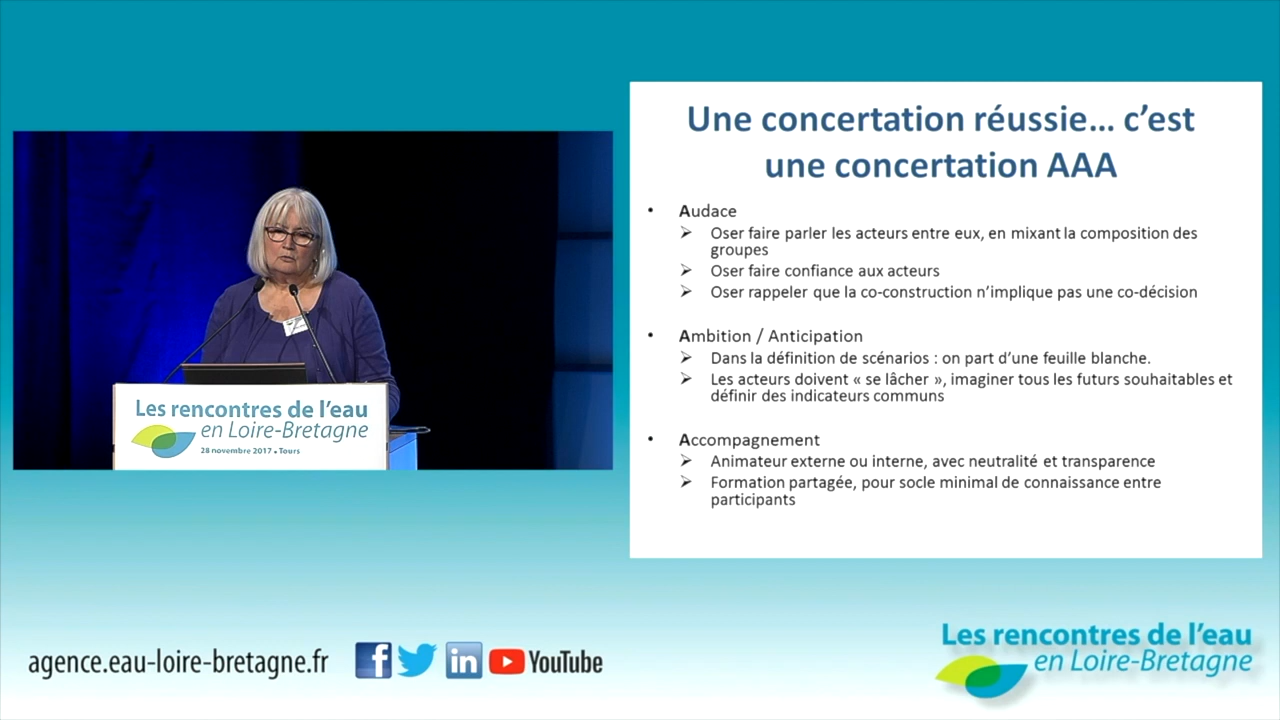 Une concertation réussie… c’est
une concertation AAA
• Audace
➢ Oser faire parler les acteurs entre eux, en mixant la composition des
groupes
➢ Oser faire confiance aux acteurs
➢ Oser rappeler que la co-construction n’implique pas une co-décision
• Ambition / Anticipation
➢ Dans la définition de scénarios : on part d’une feuille blanche.
➢ Les acteurs doivent « se lâcher », imaginer tous les futurs souhaitables et
définir des indicateurs communs
• Accompagnement
➢ Animateur externe ou interne, avec neutralité et transparence
➢ Formation partagée, pour socle minimal de connaissance entre
participants
Les rencontres de l’eau
en Loire-Bretagne
28 novembre 2017 • Tours
agence.eau-loire-bretagne.fr
f
in
YouTube
Les rencontres de l’eau
en Loire-Bretagne